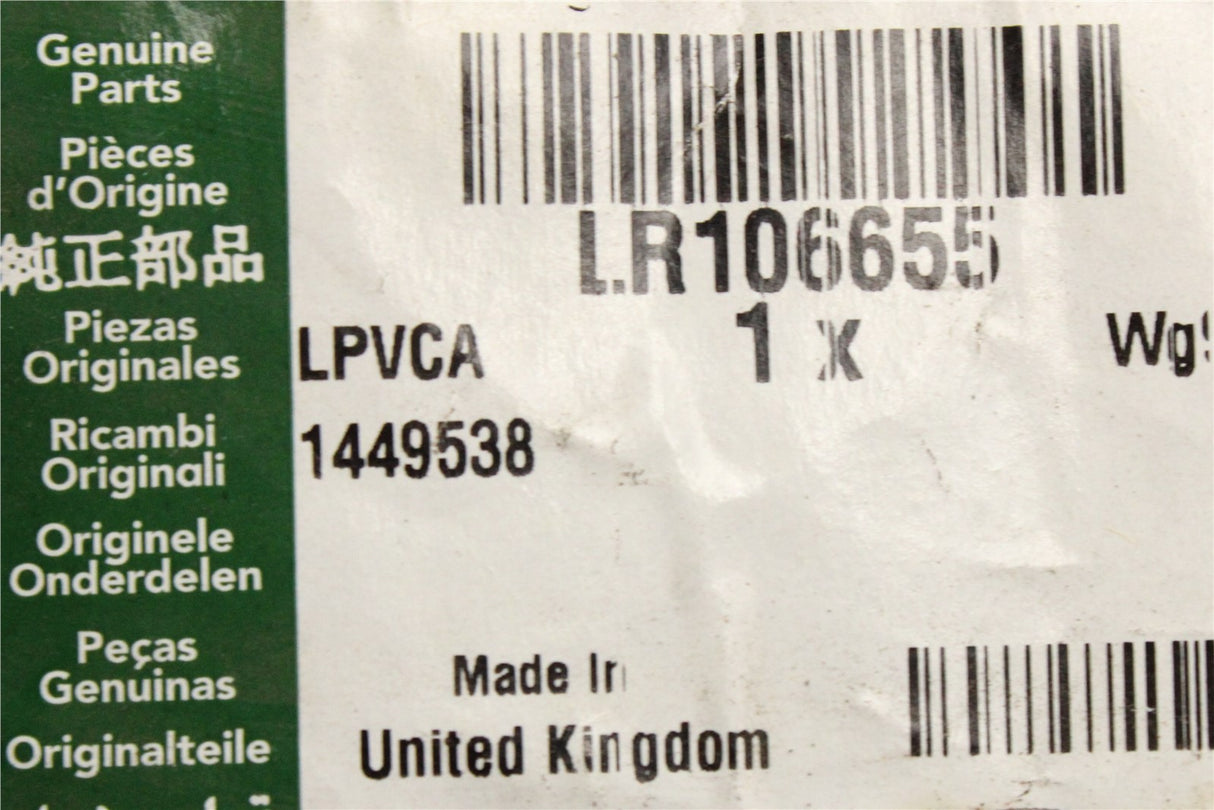 Genuine
Parts
Pièces
d'Origine
純正部品
Piezas
Originales
Ricambi
Originali
Originele
Onderdelen
Peças
Genuinas
Originalteile
LR106655
LPVCA 1 x
1449538
Made In
United Kingdom